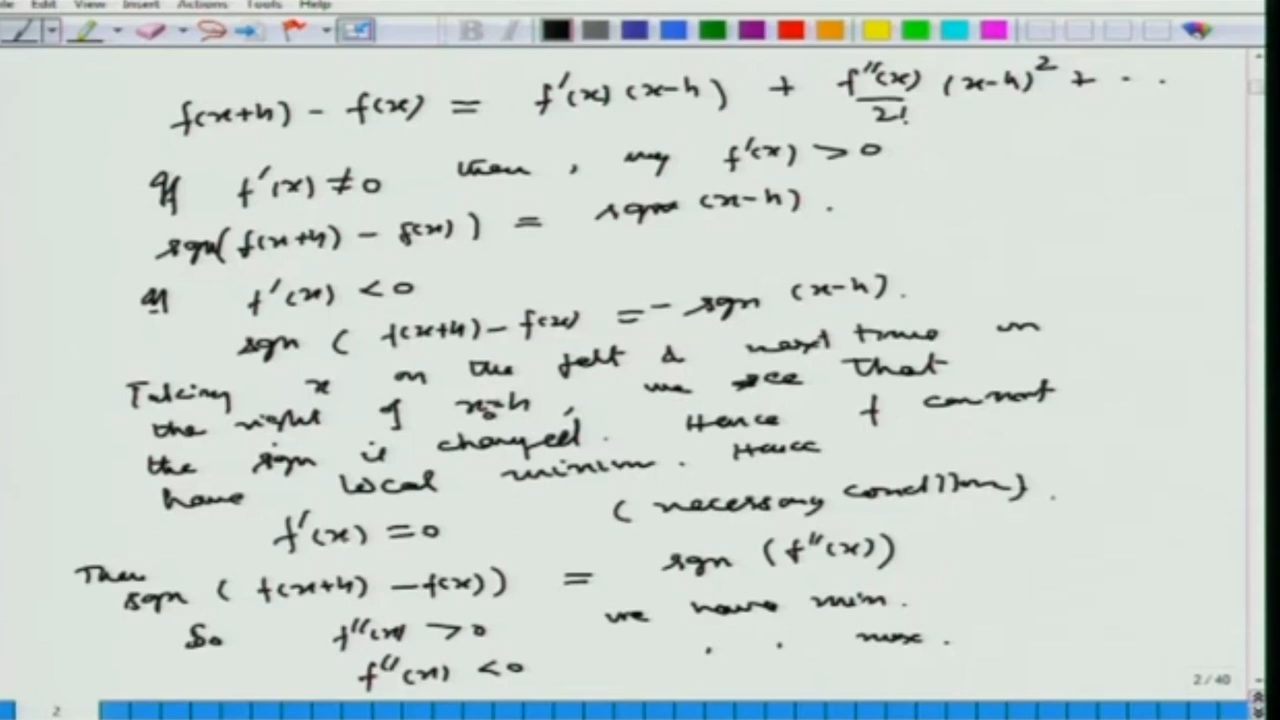 Edit View Insert Actions Tools Help
f(x+h) - f(x) = f'(x) (x-h) + f''(x)/2! (x-h)² + ...
If f'(x) ≠ 0 then, say f'(x) > 0
sgn(f(x+h) - f(x)) = sgn (x-h).
If f'(x) < 0
sgn ( f(x+h) - f(x) = - sgn (x-h).
Taking x on the left & next time on
the right of x=h, we see that
the sign is changed. Hence f cannot
have local minim. Hence
f'(x) = 0 (necessary condition).
Then
sgn ( f(x+h) - f(x)) = sgn (f''(x))
So f''(x) > 0 we have min.
f''(x) < 0 . . max.
2 / 40
2